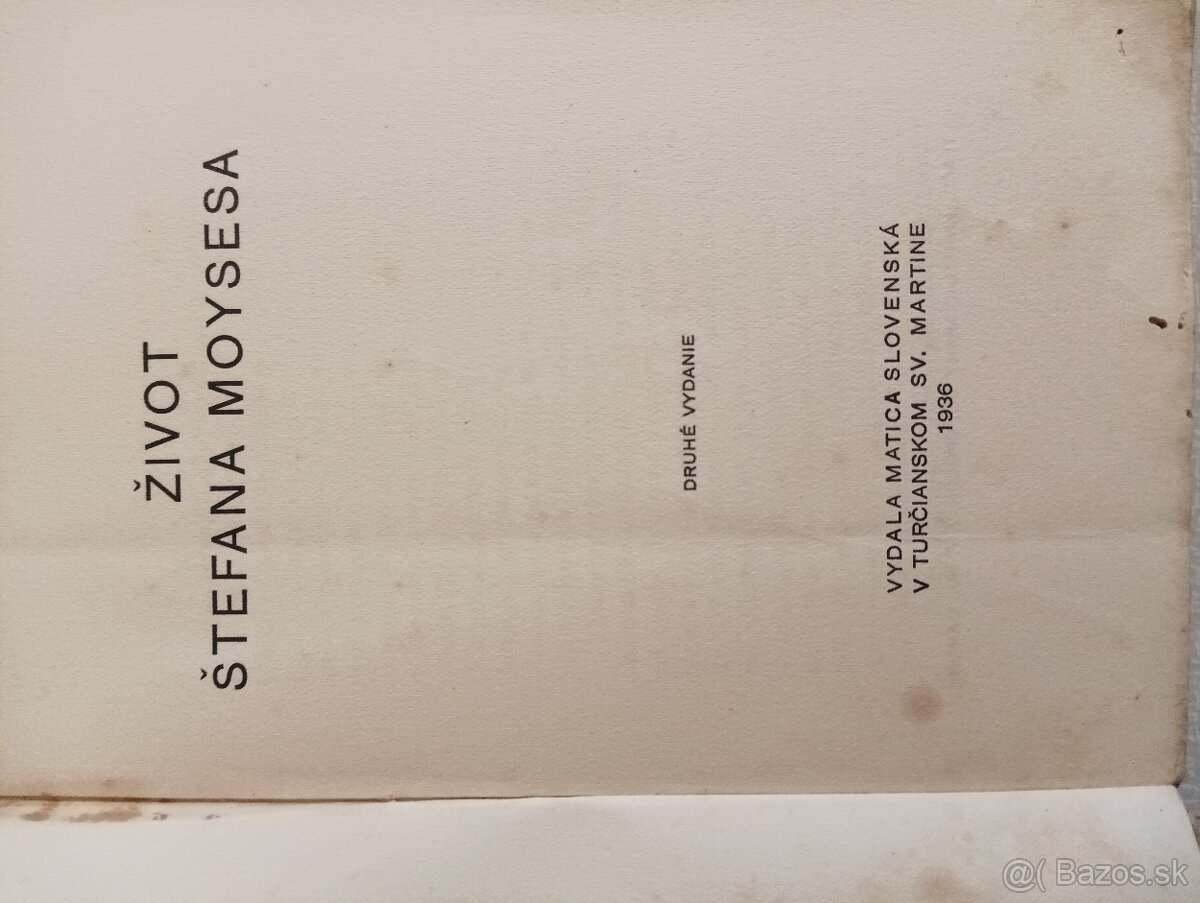 ŽIVOT
ŠTEFANA MOYSESA
DRUHÉ VYDANIE
VYDALA MATICA SLOVENSKÁ
V TURČIANSKOM SV. MARTINE
1936
@( Bazos.sk